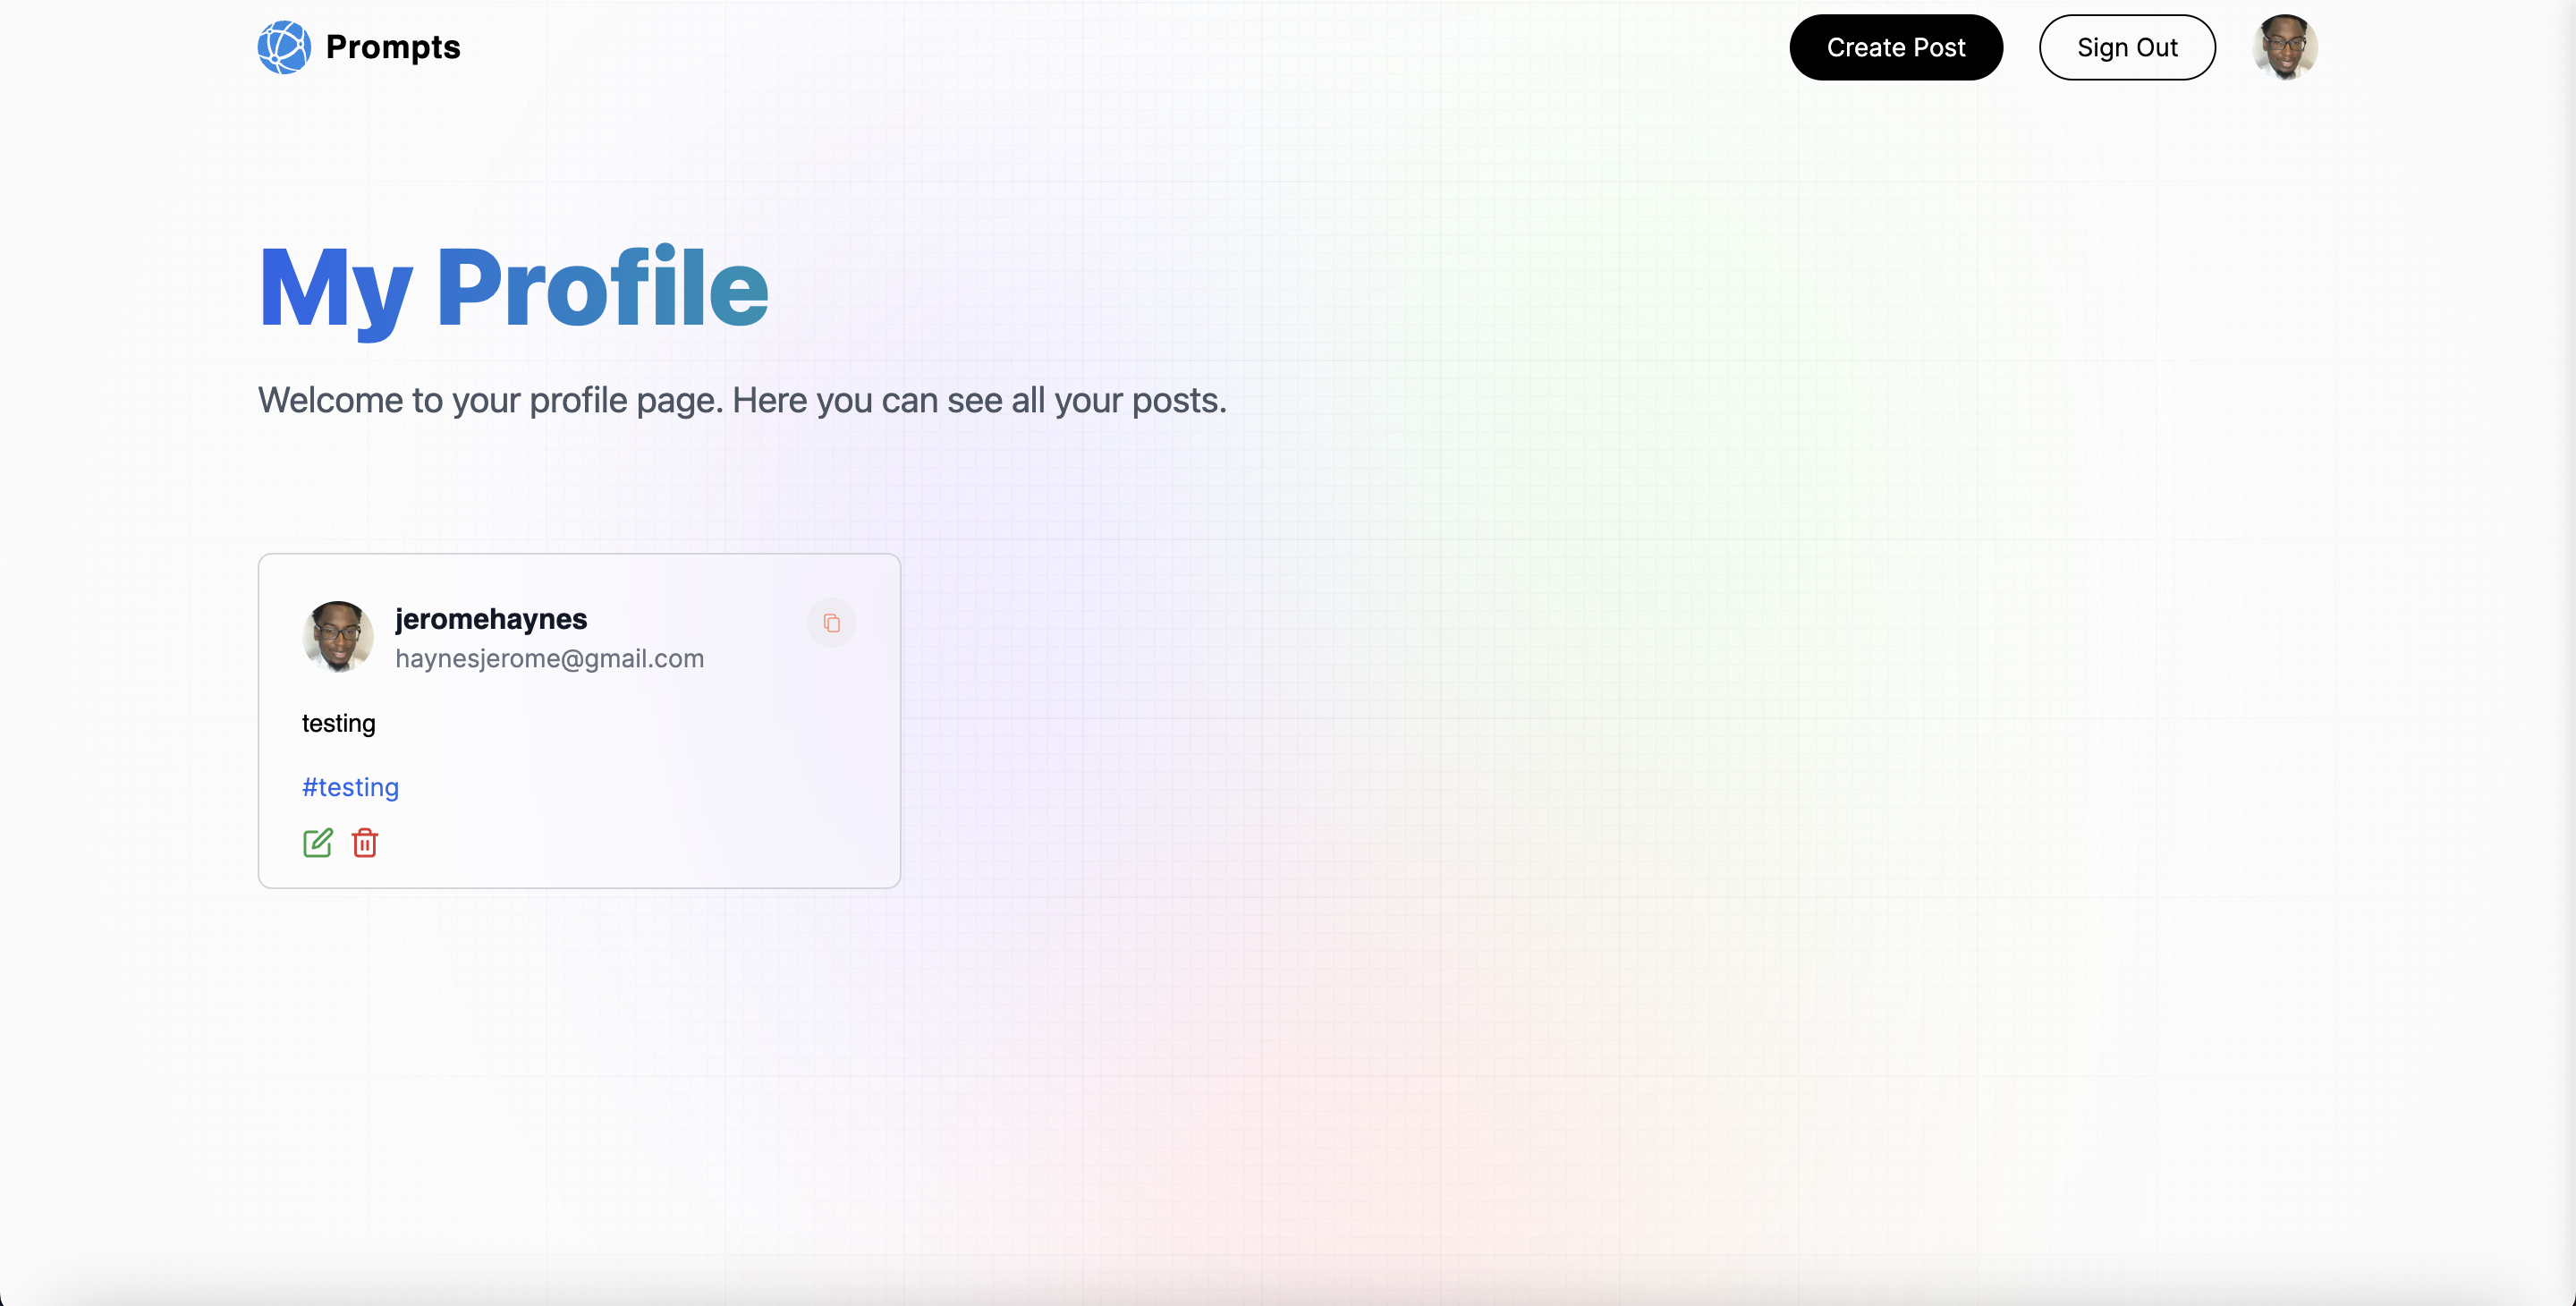 Prompts
Create Post
Sign Out
My Profile
Welcome to your profile page. Here you can see all your posts.
jeromehaynes
haynesjerome@gmail.com
testing
#testing